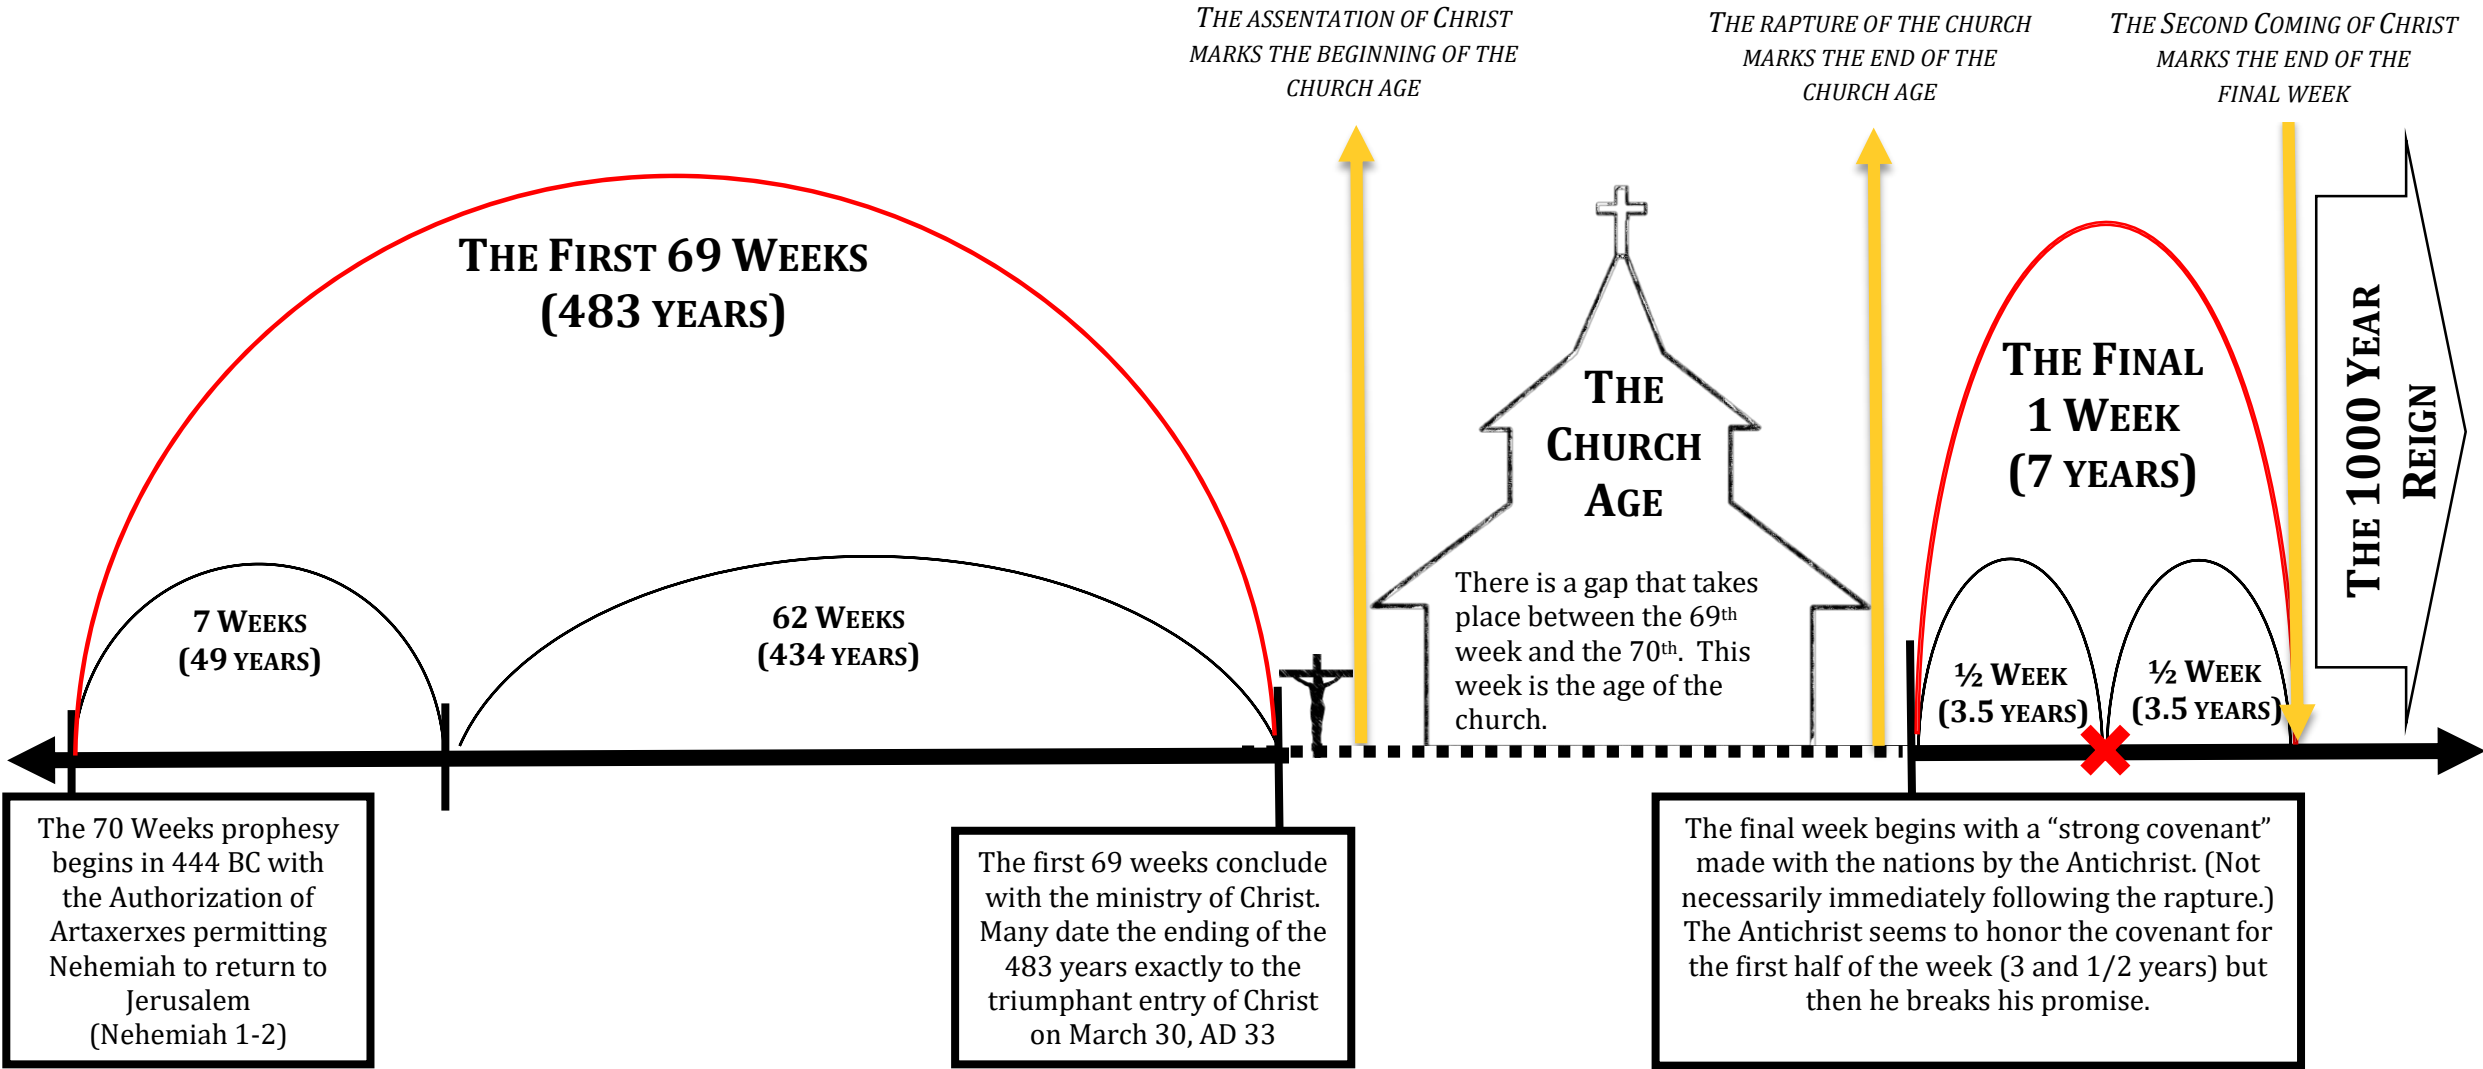 THE ASSENTATION OF CHRIST
MARKS THE BEGINNING OF THE
CHURCH AGE
THE RAPTURE OF THE CHURCH
MARKS THE END OF THE
CHURCH AGE
THE SECOND COMING OF CHRIST
MARKS THE END OF THE
FINAL WEEK
THE FIRST 69 WEEKS
(483 YEARS)
7 WEEKS
(49 YEARS)
62 WEEKS
(434 YEARS)
THE
CHURCH
AGE
There is a gap that takes
place between the 69th
week and the 70th.  This
week is the age of the
church.
THE FINAL
1 WEEK
(7 YEARS)
½ WEEK
(3.5 YEARS)
½ WEEK
(3.5 YEARS)
THE 1000 YEAR
REIGN
The 70 Weeks prophesy
begins in 444 BC with
the Authorization of
Artaxerxes permitting
Nehemiah to return to
Jerusalem
(Nehemiah 1-2)
The first 69 weeks conclude
with the ministry of Christ.
Many date the ending of the
483 years exactly to the
triumphant entry of Christ
on March 30, AD 33
The final week begins with a “strong covenant”
made with the nations by the Antichrist. (Not
necessarily immediately following the rapture.)
The Antichrist seems to honor the covenant for
the first half of the week (3 and 1/2 years) but
then he breaks his promise.